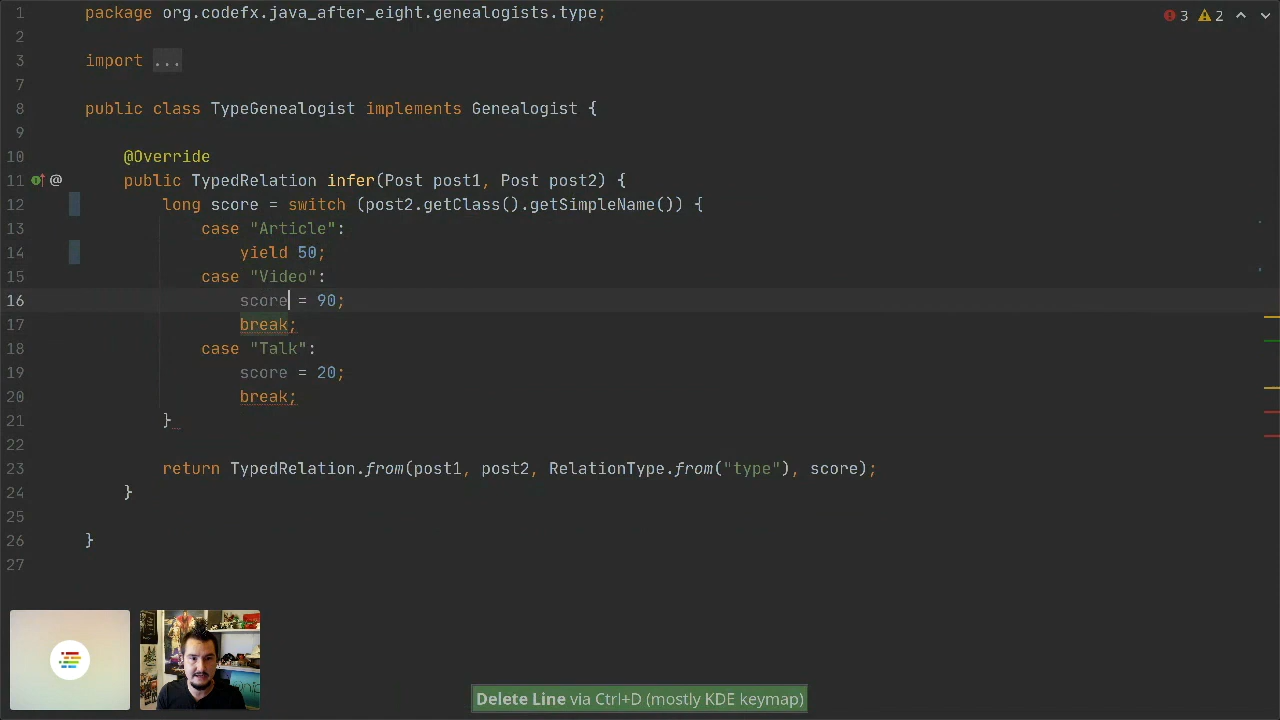 1 package org.codefx.java_after_eight.genealogists.type;
3 2
2
3 import ...
7
8 public class TypeGenealogist implements Genealogist {
9
10 @Override
11 @ public TypedRelation infer(Post post1, Post post2) {
12 long score = switch (post2.getClass().getSimpleName()) {
13 case "Article":
14 yield 50;
15 case "Video":
16 score = 90;
17 break;
18 case "Talk":
19 score = 20;
20 break;
21 }
22
23 return TypedRelation.from(post1, post2, RelationType.from("type"), score);
24 }
25
26 }
27
Delete Line via Ctrl+D (mostly KDE keymap)